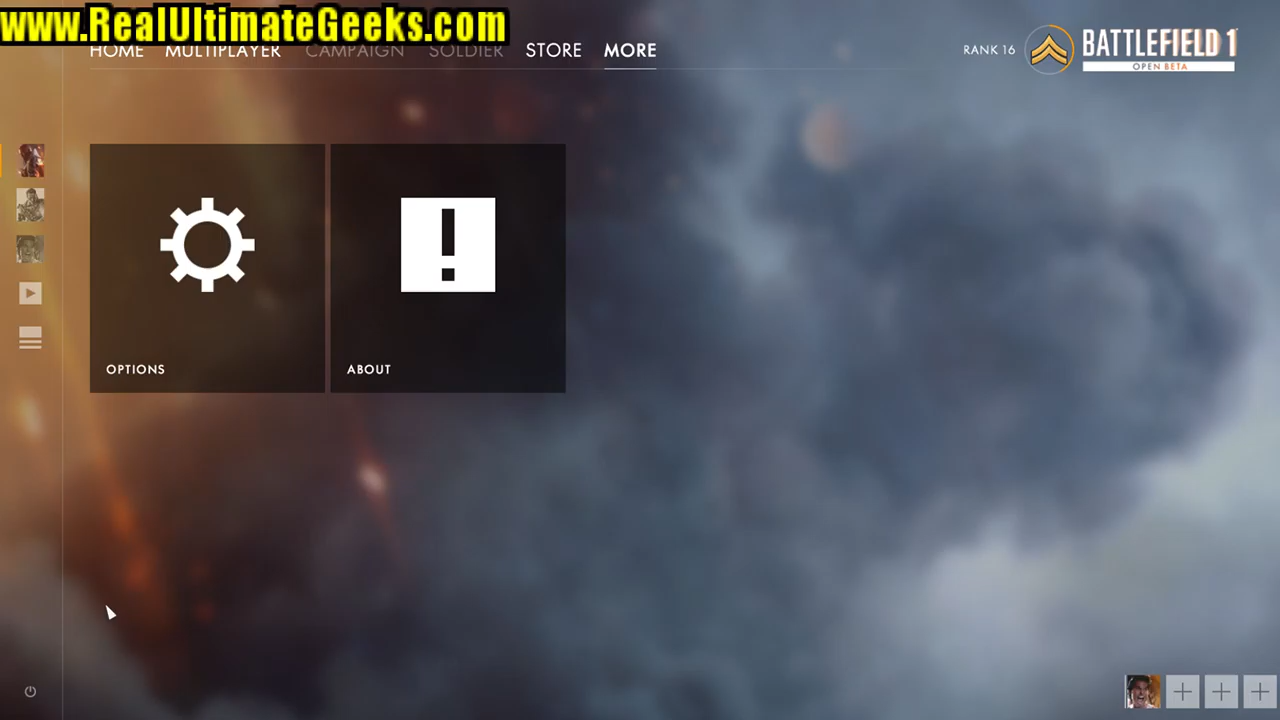 www.RealUltimateGeeks.com
HOME MULTIPLAYER CAMPAIGN SOLDIER STORE MORE
RANK 16
BATTLEFIELD 1
OPEN BETA
OPTIONS
ABOUT